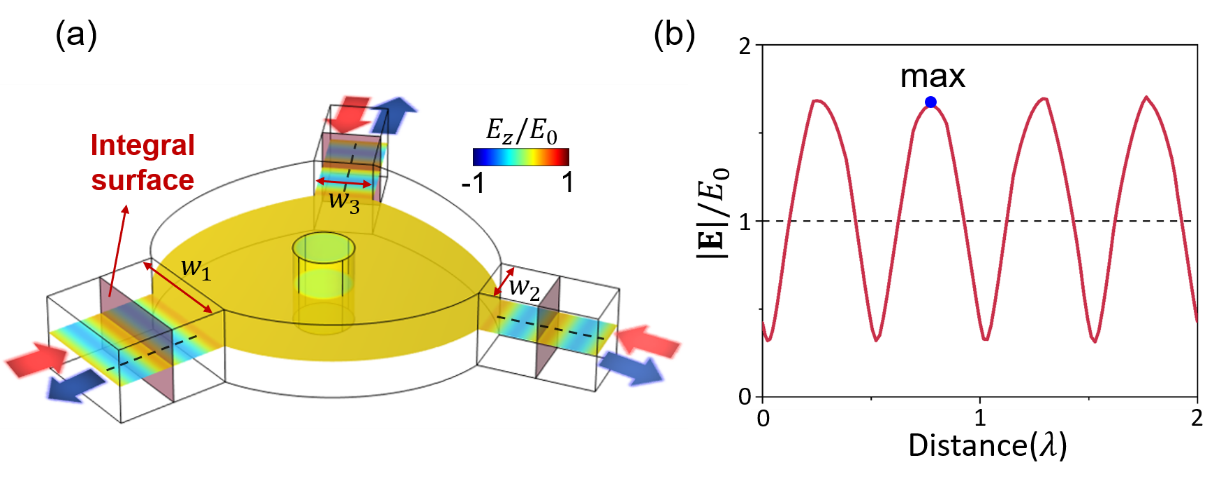 (a)
Integral
surface
E_z/E_0
-1
1
w_3
w_1
w_2
(b)
2
max
|E|/E_0
1
0
0
1
2
Distance(λ)